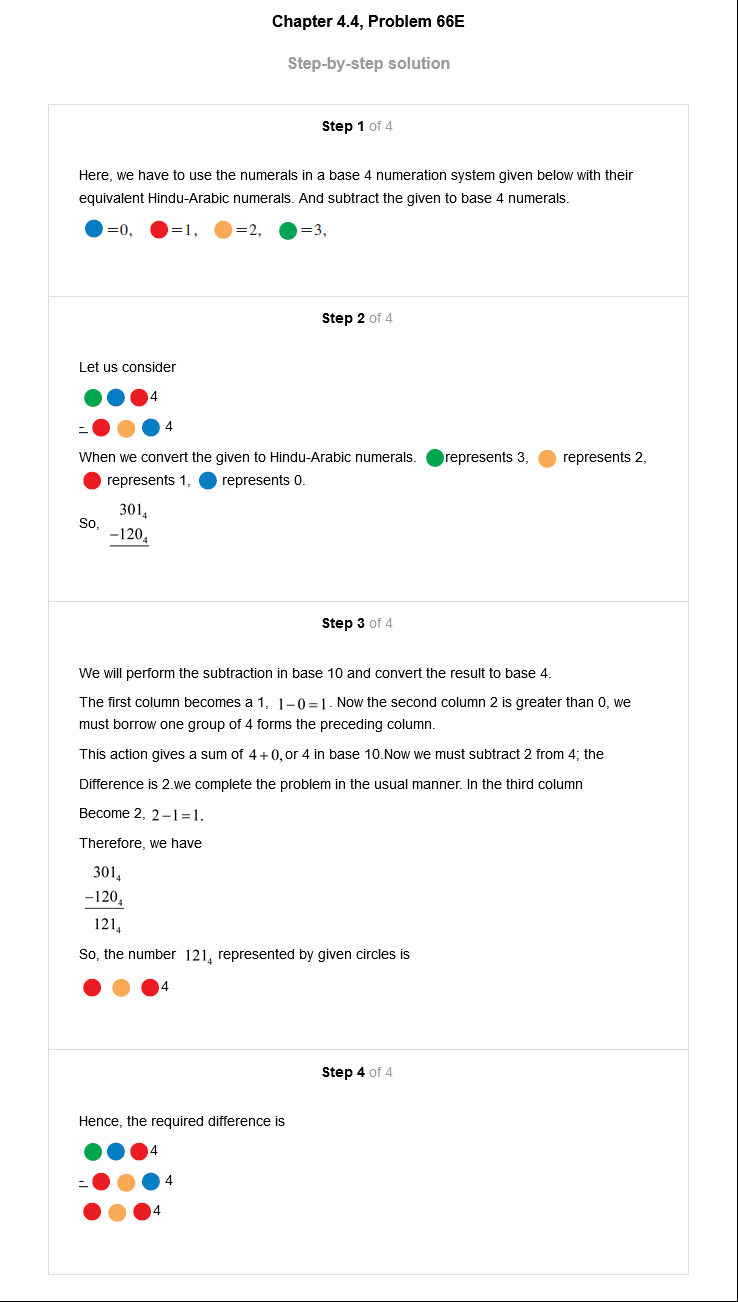 Chapter 4.4, Problem 66E
Step-by-step solution
Step 1 of 4
Here, we have to use the numerals in a base 4 numeration system given below with their
equivalent Hindu-Arabic numerals. And subtract the given to base 4 numerals.
=0, =1, =2, =3,
Step 2 of 4
Let us consider
4
– 4
When we convert the given to Hindu-Arabic numerals. represents 3, represents 2,
represents 1, represents 0.
So, 301₄
−120₄
Step 3 of 4
We will perform the subtraction in base 10 and convert the result to base 4.
The first column becomes a 1, 1−0=1. Now the second column 2 is greater than 0, we
must borrow one group of 4 forms the preceding column.
This action gives a sum of 4+0, or 4 in base 10.Now we must subtract 2 from 4; the
Difference is 2.we complete the problem in the usual manner. In the third column
Become 2, 2−1=1.
Therefore, we have
301₄
−120₄
121₄
So, the number 121₄ represented by given circles is
4
Step 4 of 4
Hence, the required difference is
4
– 4
4